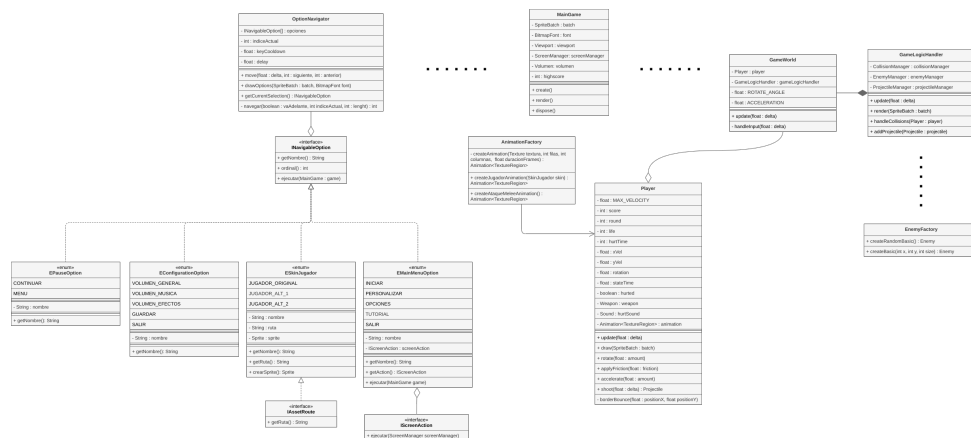 OptionNavigator
- INavigableOption[] : opciones
- int : indiceActual
- float : keyCooldown
- float : delay
+ move(float : delta, int : siguiente, int : anterior)
+ drawOptions(SpriteBatch : batch, BitmapFont font)
+ getCurrentSelection() : INavigableOption
- navegar(boolean : vaAdelante, int indiceActual, int : lenght) : int
«interface»
INavigableOption
+ getNombre() : String
+ ordinal() : int
+ ejecutar(MainGame : game)
«enum»
EPauseOption
CONTINUAR
MENU
- String : nombre
+ getNombre(): String
«enum»
EConfigurationOption
VOLUMEN_GENERAL
VOLUMEN_MUSICA
VOLUMEN_EFECTOS
GUARDAR
SALIR
- String : nombre
+ getNombre(): String
«enum»
ESkinJugador
JUGADOR_ORIGINAL
JUGADOR_ALT_1
JUGADOR_ALT_2
- String : nombre
- String : ruta
- Sprite : sprite
+ getNombre() : String
+ getRuta() : String
+ crearSprite(): Sprite
«interface»
IAssetRoute
+ getRuta() : String
«enum»
EMainMenuOption
INICIAR
PERSONALIZAR
OPCIONES
TUTORIAL
SALIR
- String : nombre
- IScreenAction : screenAction
+ getNombre(): String
+ getAction() : IScreenAction
+ ejecutar(MainGame game)
«interface»
IScreenAction
+ ejecutar(ScreenManager screenManager)
MainGame
- SpriteBatch : batch
- BitmapFont : font
- Viewport : viewport
- ScreenManager: screenManager
- Volumen: volumen
- int : highscore
+ create()
+ render()
+ dispose()
AnimationFactory
- createAnimation(Texture textura, int filas, int
columnas, float duracionFrames) :
Animation<TextureRegion>
+ createJugadorAnimation(SkinJugador skin) :
Animation<TextureRegion>
+ createAtaqueMeleeAnimation() :
Animation<TextureRegion>
Player
- float : MAX_VELOCITY
- int : score
- int : round
- int : life
- int : hurtTime
- float : xVel
- float : yVel
- float : rotation
- float : stateTime
- boolean : hurted
- Weapon : weapon
- Sound : hurtSound
- Animation<TextureRegion> : animation
+ update(float : delta)
+ draw(SpriteBatch : batch)
+ rotate(float : amount)
+ applyFriction(float : friction)
+ accelerate(float : amount)
+ shoot(float : delta) : Projectile
- borderBounce(float : positionX, float positionY)
GameWorld
- Player : player
- GameLogicHandler : gameLogicHandler
- float : ROTATE_ANGLE
- float : ACCELERATION
+ update(float : delta)
- handleInput(float : delta)
GameLogicHandler
- CollisionManager : collisionManager
- EnemyManager : enemyManager
- ProjectileManager : projectileManager
+ update(float : delta)
+ render(SpriteBatch : batch)
+ handleCollisions(Player : player)
+ addProjectile(Projectile : projectile)
EnemyFactory
+ createRandomBasic() : Enemy
+ createBasic(int x, int y, int size) : Enemy